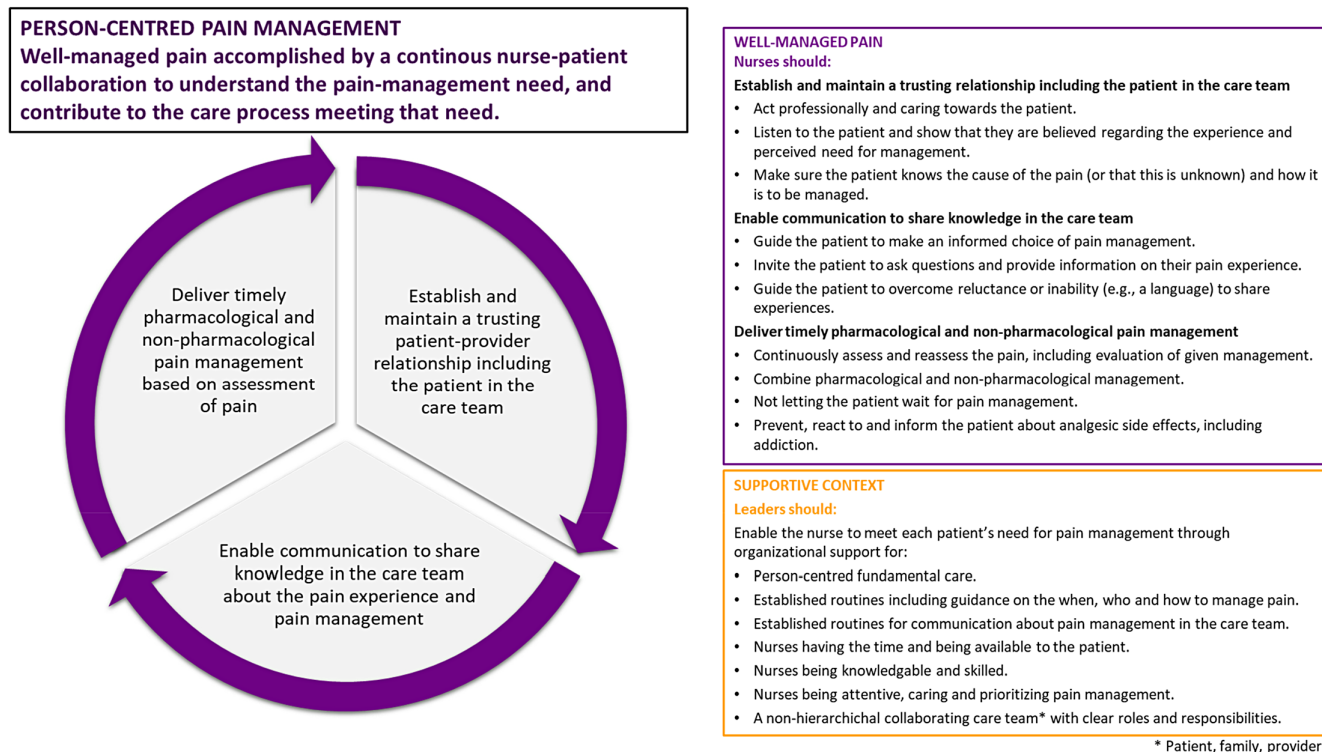 PERSON-CENTRED PAIN MANAGEMENT
Well-managed pain accomplished by a continous nurse-patient
collaboration to understand the pain-management need, and
contribute to the care process meeting that need.
Deliver timely
pharmacological and
non-pharmacological
pain management
based on assessment
of pain
Establish and
maintain a trusting
patient-provider
relationship including
the patient in the
care team
Enable communication to share
knowledge in the care team
about the pain experience and
pain management
WELL-MANAGED PAIN
Nurses should:
Establish and maintain a trusting relationship including the patient in the care team
• Act professionally and caring towards the patient.
• Listen to the patient and show that they are believed regarding the experience and
perceived need for management.
• Make sure the patient knows the cause of the pain (or that this is unknown) and how it
is to be managed.
Enable communication to share knowledge in the care team
• Guide the patient to make an informed choice of pain management.
• Invite the patient to ask questions and provide information on their pain experience.
• Guide the patient to overcome reluctance or inability (e.g., a language) to share
experiences.
Deliver timely pharmacological and non-pharmacological pain management
• Continuously assess and reassess the pain, including evaluation of given management.
• Combine pharmacological and non-pharmacological management.
• Not letting the patient wait for pain management.
• Prevent, react to and inform the patient about analgesic side effects, including
addiction.
SUPPORTIVE CONTEXT
Leaders should:
Enable the nurse to meet each patient's need for pain management through
organizational support for:
• Person-centred fundamental care.
• Established routines including guidance on the when, who and how to manage pain.
• Established routines for communication about pain management in the care team.
• Nurses having the time and being available to the patient.
• Nurses being knowledgable and skilled.
• Nurses being attentive, caring and prioritizing pain management.
• A non-hierarchichal collaborating care team* with clear roles and responsibilities.
* Patient, family, provider